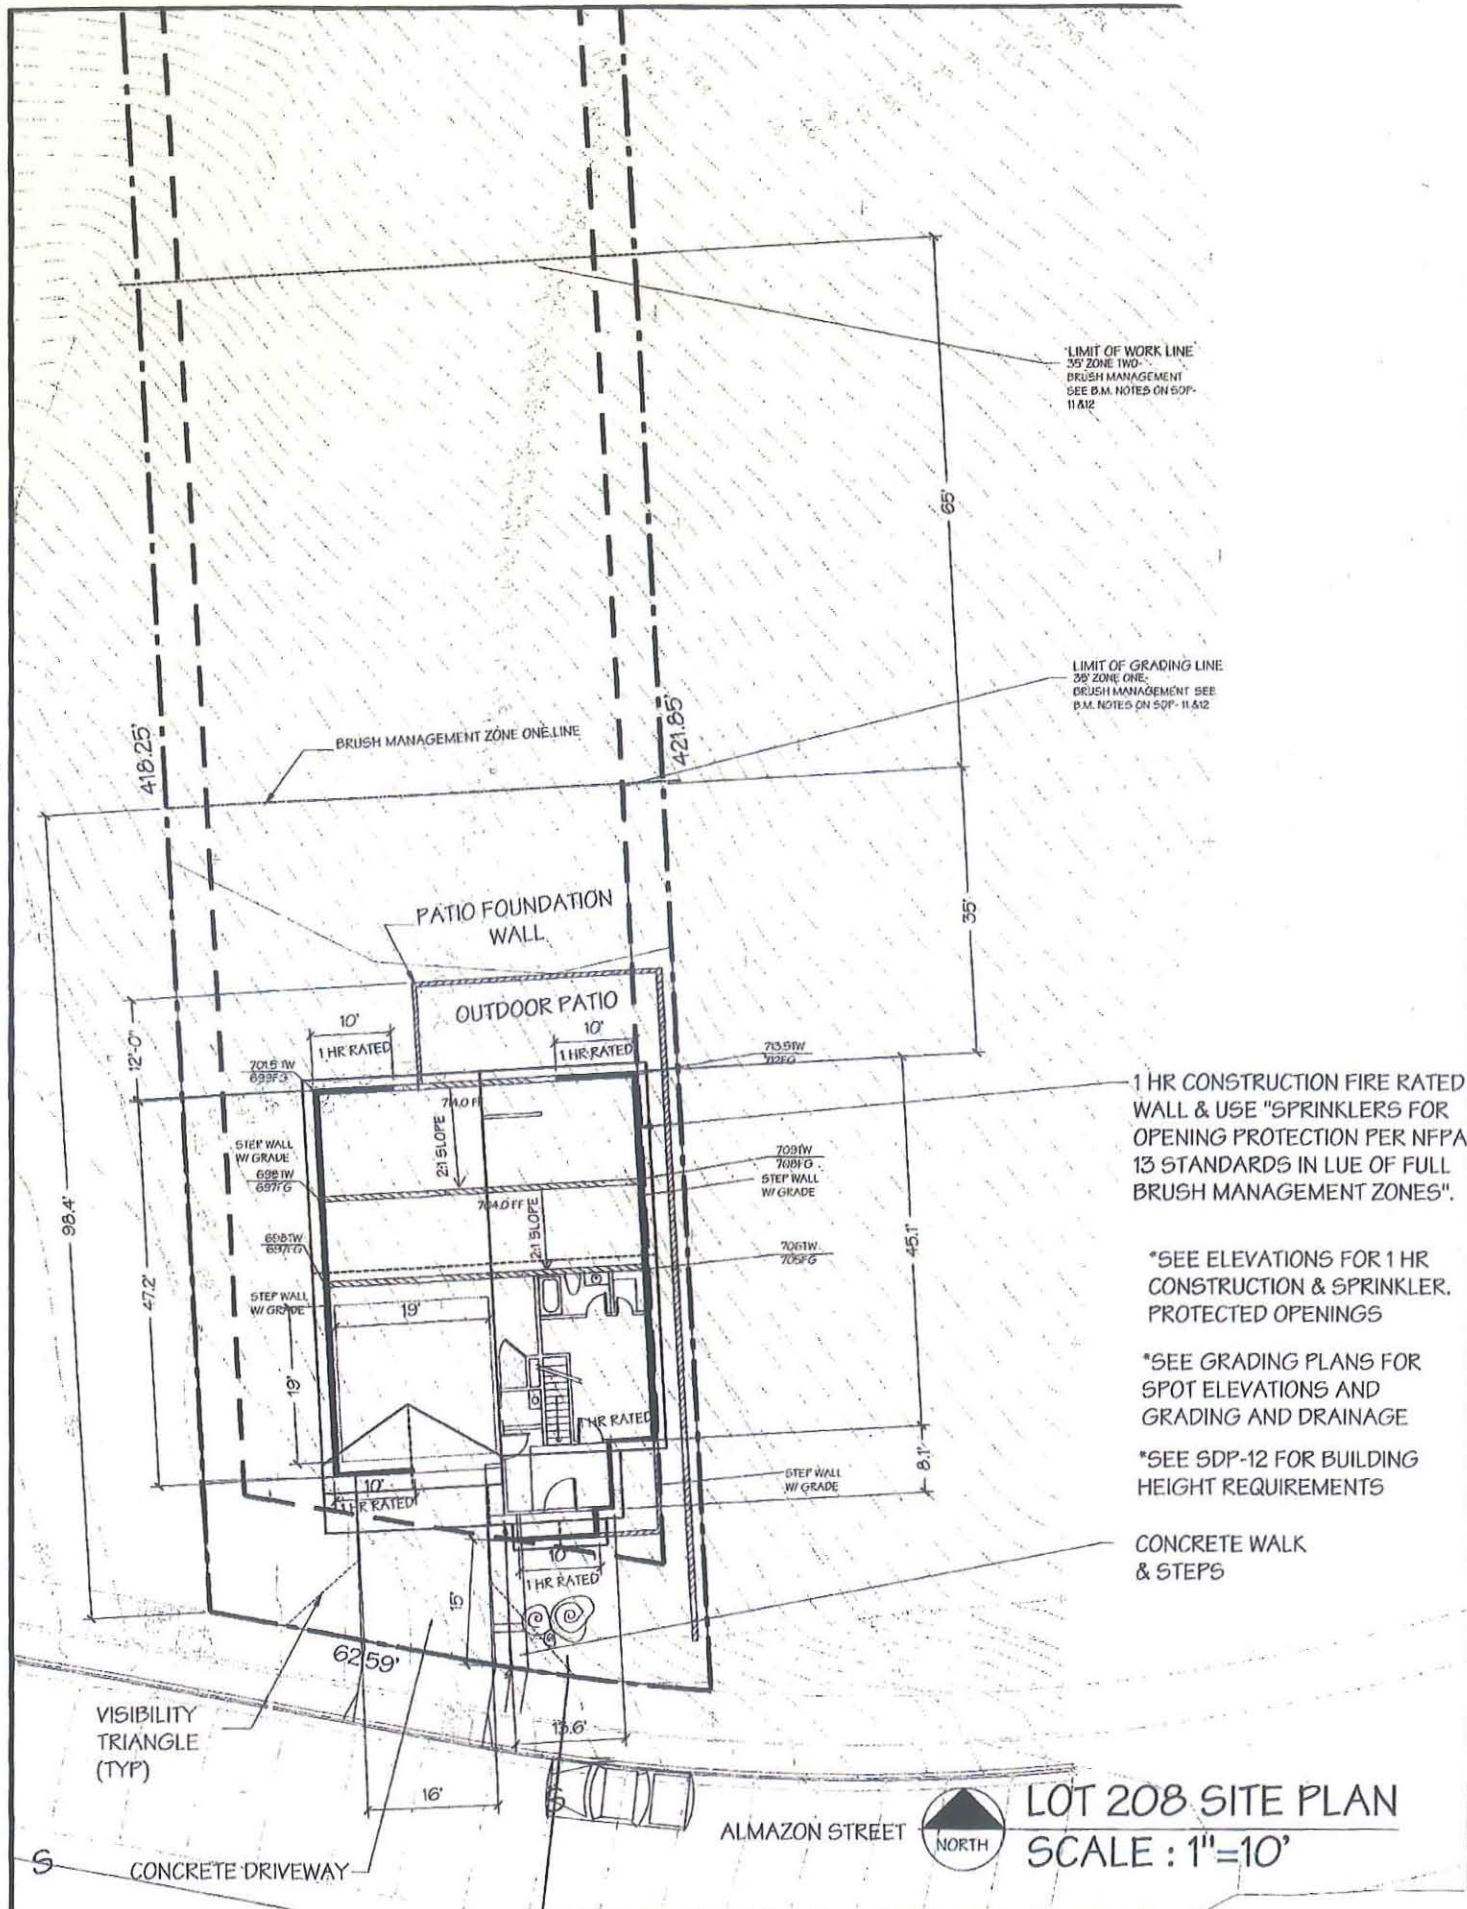 'LIMIT OF WORK LINE
35' ZONE TWO-
BRUSH MANAGEMENT
SEE B.M. NOTES ON SDP-
11 &12
65'
LIMIT OF GRADING LINE
35' ZONE ONE-
BRUSH MANAGEMENT SEE
B.M. NOTES ON SDP- 11 &12
418.25'
BRUSH MANAGEMENT ZONE ONE LINE
421.85'
35'
PATIO FOUNDATION
WALL
OUTDOOR PATIO
12'-0"
10'
1 HR RATED
10'
1 HR RATED
701.5 TW
699FG
713.5TW
712FG
714.0 FF
2:1 SLOPE
1 HR CONSTRUCTION FIRE RATED
WALL & USE "SPRINKLERS FOR
OPENING PROTECTION PER NFPA
13 STANDARDS IN LUE OF FULL
BRUSH MANAGEMENT ZONES".
STEP WALL
W/ GRADE
698TW
697FG
709TW
708FG
STEP WALL
W/ GRADE
704.0 FF
2:1 SLOPE
98.4'
47.2'
45.1'
698TW
697FG
706TW
705FG
*SEE ELEVATIONS FOR 1 HR
CONSTRUCTION & SPRINKLER.
PROTECTED OPENINGS
STEP WALL
W/ GRADE
19'
19'
*SEE GRADING PLANS FOR
SPOT ELEVATIONS AND
GRADING AND DRAINAGE
1 HR RATED
8.1'
*SEE SDP-12 FOR BUILDING
HEIGHT REQUIREMENTS
STEP WALL
W/ GRADE
10'
1 HR RATED
10'
1 HR RATED
CONCRETE WALK
& STEPS
15'
62.59'
VISIBILITY
TRIANGLE
(TYP)
13.6'
16'
S
ALMAZON STREET
NORTH
LOT 208 SITE PLAN
SCALE : 1"=10'
S
CONCRETE DRIVEWAY